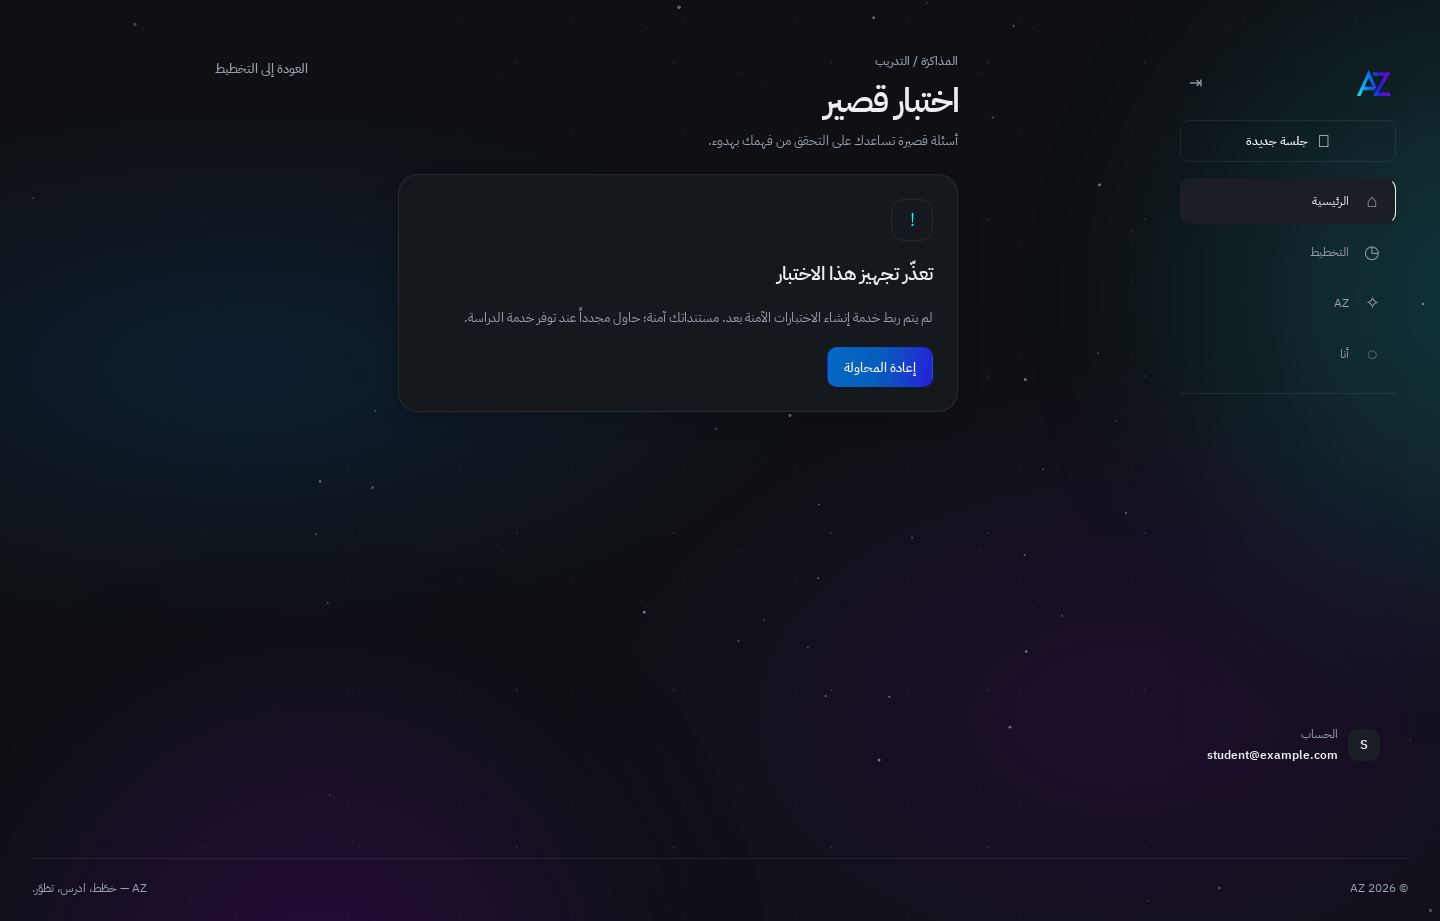 AZ
جلسة جديدة
الرئيسية
التخطيط
AZ
أنا
الحساب
S
student@example.com
المذاكرة / التدريب
العودة إلى التخطيط
اختبار قصير
أسئلة قصيرة تساعدك على التحقق من فهمك بهدوء.
!
تعذّر تجهيز هذا الاختبار
لم يتم ربط خدمة إنشاء الاختبارات الآمنة بعد. مستنداتك آمنة؛ حاول مجدداً عند توفر خدمة الدراسة.
إعادة المحاولة
© 2026 AZ
AZ — خطّط، ادرس، تطوّر.